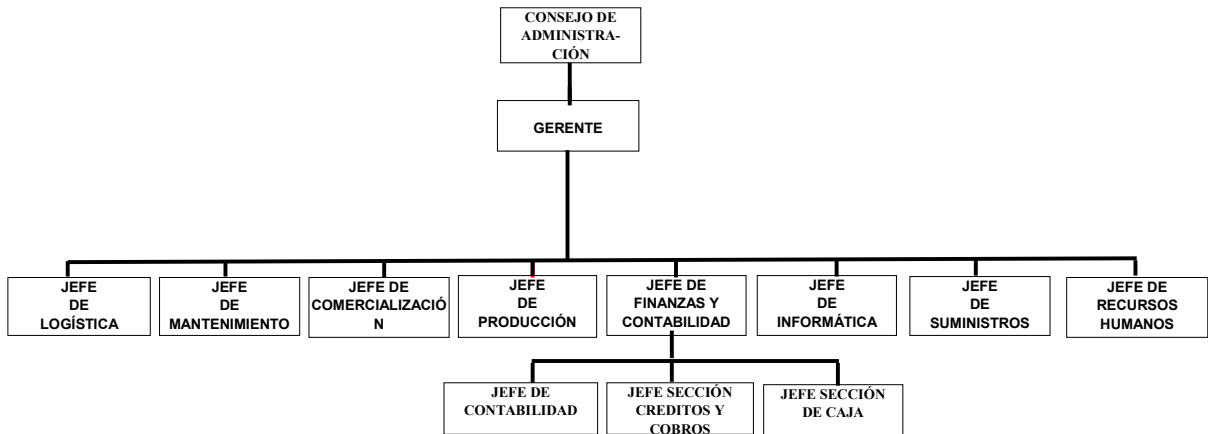 CONSEJO DE
ADMINISTRA-
CIÓN
GERENTE
JEFE
DE
LOGÍSTICA
JEFE
DE
MANTENIMIENTO
JEFE DE
COMERCIALIZACIÓ
N
JEFE
DE
PRODUCCIÓN
JEFE DE
FINANZAS Y
CONTABILIDAD
JEFE
DE
INFORMÁTICA
JEFE
DE
SUMINISTROS
JEFE
DE
RECURSOS
HUMANOS
JEFE DE
CONTABILIDAD
JEFE SECCIÓN
CREDITOS Y
COBROS
JEFE SECCIÓN
DE CAJA